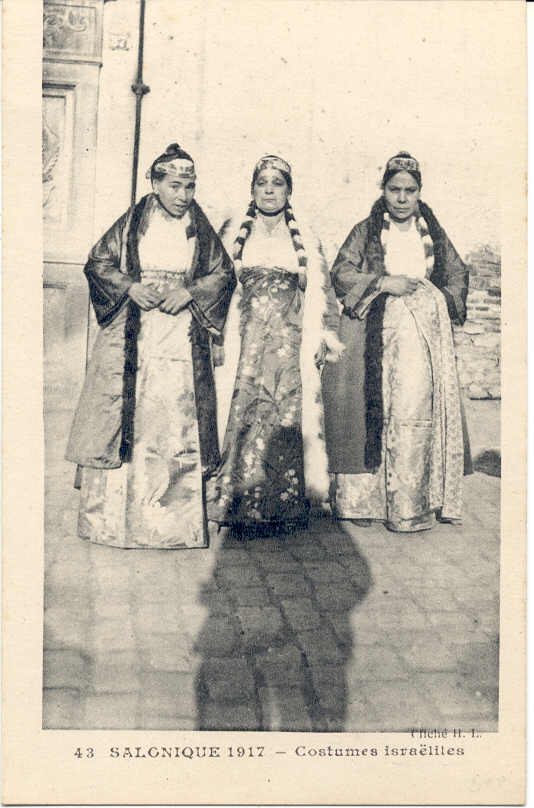 Cliché H. L.
43 SALONIQUE 1917 – Costumes israëlites